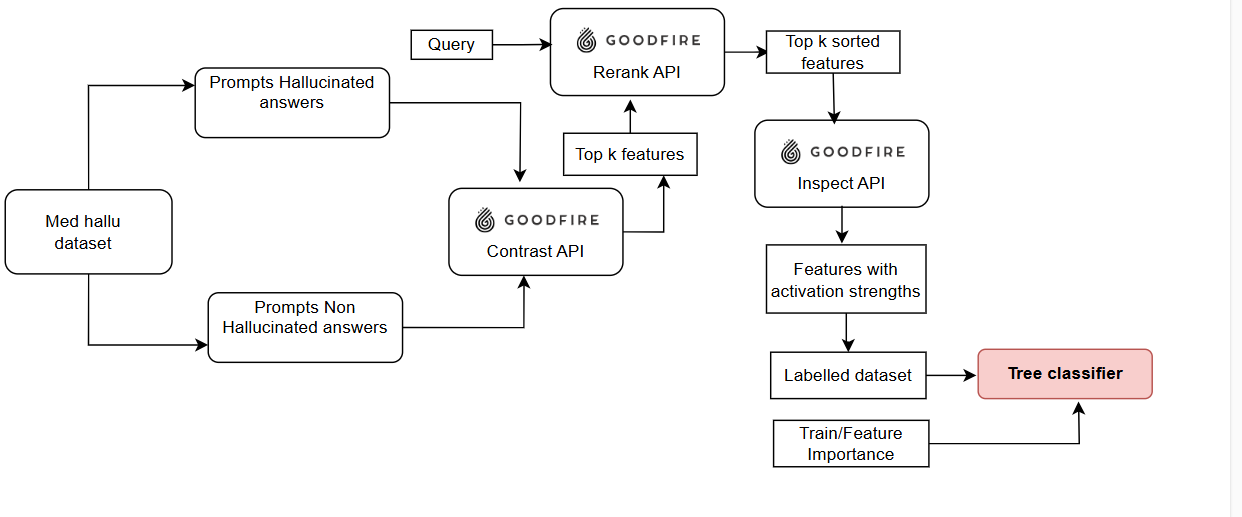 Query
GOODFIRE
Rerank API
Top k sorted
features
Prompts Hallucinated
answers
Top k features
GOODFIRE
Inspect API
Med hallu
dataset
GOODFIRE
Contrast API
Features with
activation strengths
Prompts Non
Hallucinated answers
Labelled dataset
Tree classifier
Train/Feature
Importance